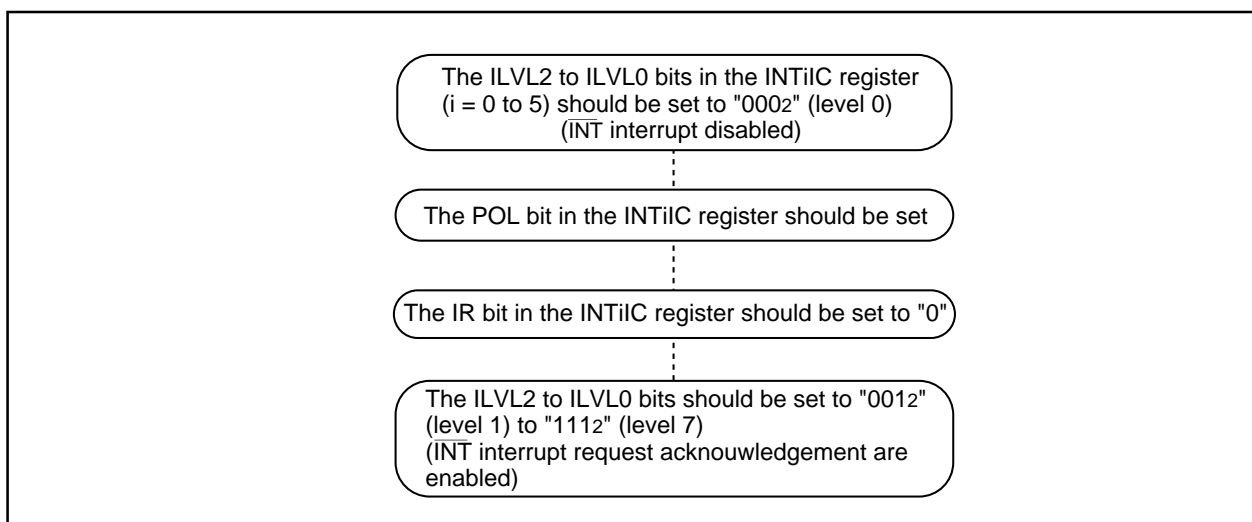 The ILVL2 to ILVL0 bits in the INTiIC register
(i = 0 to 5) should be set to "0002" (level 0)
(I̅N̅T̅ interrupt disabled)
The POL bit in the INTiIC register should be set
The IR bit in the INTiIC register should be set to "0"
The ILVL2 to ILVL0 bits should be set to "0012"
(level 1) to "1112" (level 7)
(I̅N̅T̅ interrupt request acknouwledgement are
enabled)